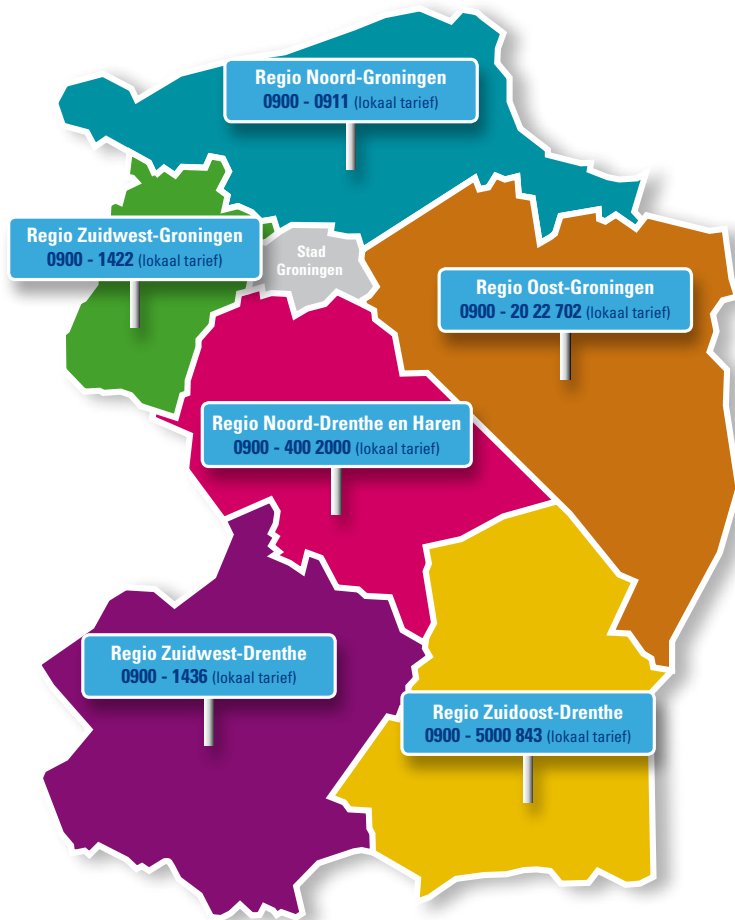 Regio Noord-Groningen
0900 - 0911 (lokaal tarief)
Regio Zuidwest-Groningen
0900 - 1422 (lokaal tarief)
Stad
Groningen
Regio Oost-Groningen
0900 - 20 22 702 (lokaal tarief)
Regio Noord-Drenthe en Haren
0900 - 400 2000 (lokaal tarief)
Regio Zuidwest-Drenthe
0900 - 1436 (lokaal tarief)
Regio Zuidoost-Drenthe
0900 - 5000 843 (lokaal tarief)